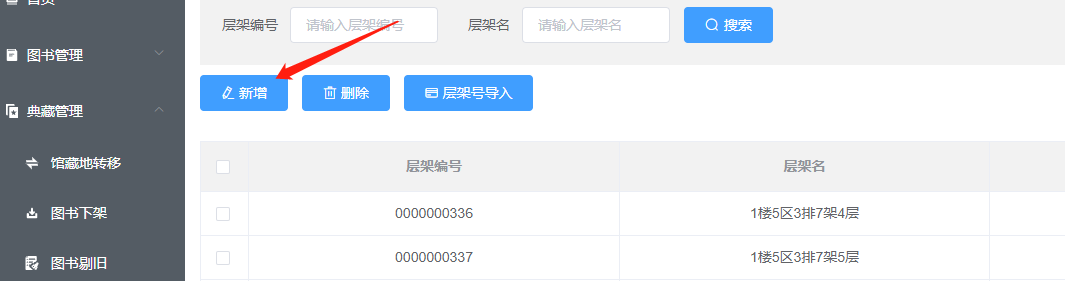 首页
图书管理
典藏管理
馆藏地转移
图书下架
图书剔旧
层架编号 请输入层架编号 层架名 请输入层架名 搜索
新增 删除 层架号导入
层架编号 层架名
0000000336 1楼5区3排7架4层
0000000337 1楼5区3排7架5层